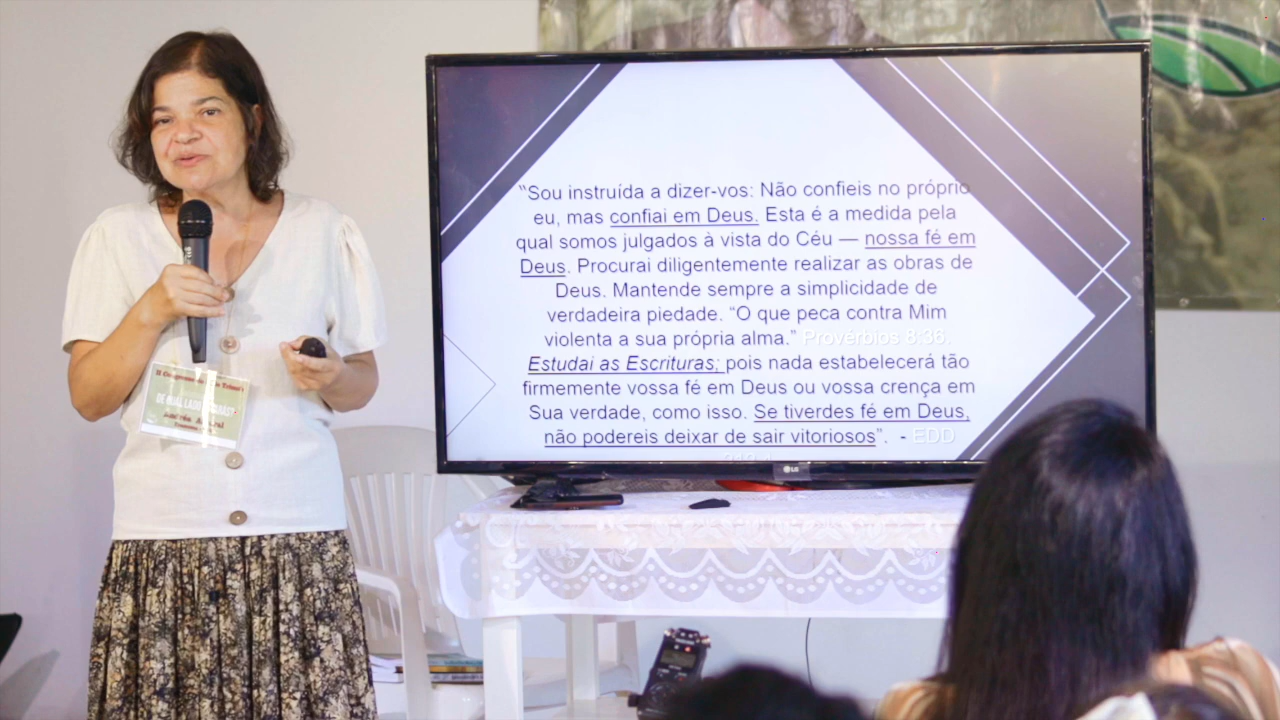 “Sou instruída a dizer-vos: Não confieis no próprio
eu, mas confiai em Deus. Esta é a medida pela
qual somos julgados à vista do Céu — nossa fé em
Deus. Procurai diligentemente realizar as obras de
Deus. Mantende sempre a simplicidade de
verdadeira piedade. “O que peca contra Mim
violenta a sua própria alma.” Provérbios 8:36.
Estudai as Escrituras; pois nada estabelecerá tão
firmemente vossa fé em Deus ou vossa crença em
Sua verdade, como isso. Se tiverdes fé em Deus,
não podereis deixar de sair vitoriosos”. - EDD
LG
II
DE LADO